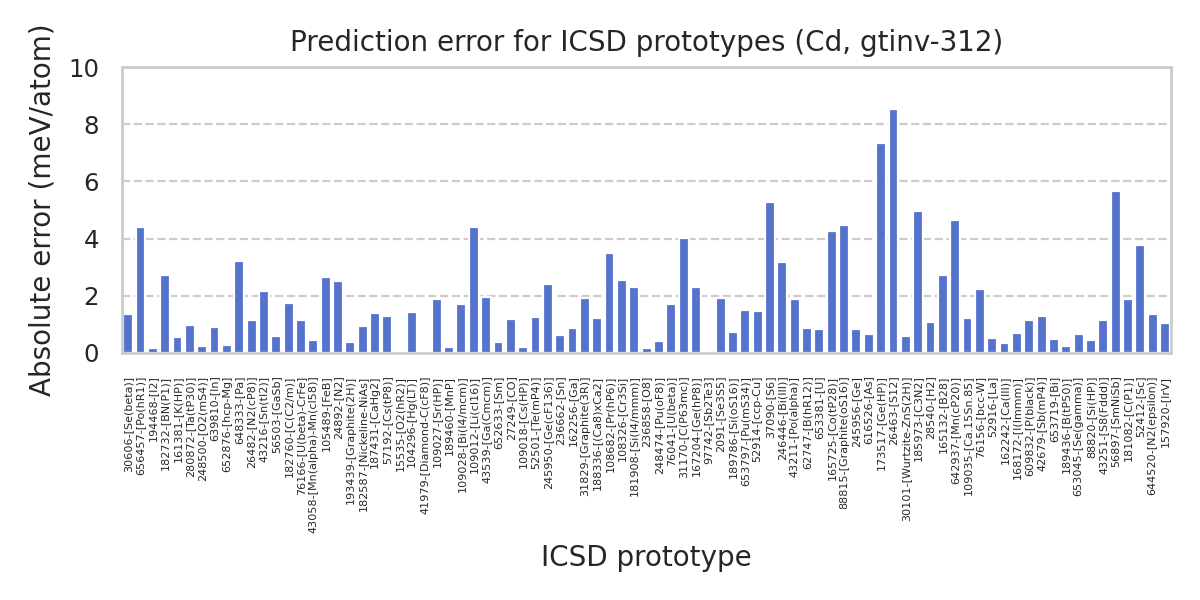 Prediction error for ICSD prototypes (Cd, gtinv-312)
Absolute error (meV/atom)
10
8
6
4
2
0
30606-[Se(beta)]
656457-[Po(hR1)]
194468-[I2]
182732-[BN(P1)]
161381-[K(HP)]
280872-[Ta(tP30)]
248500-[O2(mS4)]
639810-[In]
652876-[hcp-Mg]
648333-[Pa]
26482-[N2(cP8)]
43216-[Sn(tI2)]
56503-[GaSb]
182760-[C(C2/m)]
76166-[U(beta)-CrFe]
43058-[Mn(alpha)-Mn(cI58)]
105489-[FeB]
24892-[N2]
193439-[Graphite(2H)]
182587-[Nickeline-NiAs]
187431-[CaHg2]
57192-[Cs(tP8)]
15535-[O2(hR2)]
104296-[Hg(LT)]
41979-[Diamond-C(cF8)]
109027-[Sr(HP)]
189460-[MnP]
109028-[Bi(I4/mcm)]
109012-[Li(cI16)]
43539-[Ga(Cmcm)]
652633-[Sm]
27249-[CO]
109018-[Cs(HP)]
52501-[Te(mP4)]
245950-[Ge(cF136)]
236662-[Sn]
162256-[Ga]
31829-[Graphite(3R)]
188336-[(Ca8)xCa2]
108682-[Pr(hP6)]
108326-[Cr3Si]
181908-[Si(I4/mmm)]
236858-[O8]
248474-[Pu(oF8)]
76041-[U(beta)]
31170-[C(P63mc)]
167204-[Ge(hP8)]
97742-[Sb2Te3]
2091-[Se3S5]
189786-[Si(oS16)]
653797-[Pu(mS34)]
52914-[ccp-Cu]
37090-[S6]
246446-[Bi(III)]
43211-[Po(alpha)]
62747-[B(hR12)]
653381-[U]
165725-[Co(tP28)]
88815-[Graphite(oS16)]
245956-[Ge]
616526-[As]
173517-[Ge(HP)]
26463-[S12]
30101-[Wurtzite-ZnS(2H)]
185973-[C3N2]
28540-[H2]
165132-[B28]
642937-[Mn(cP20)]
109035-[Ca.15Sn.85]
76156-[bcc-W]
52916-[La]
162242-[Ca(III)]
168172-[I(Immm)]
609832-[P(black)]
42679-[Sb(mP4)]
653719-[Bi]
189436-[B(tP50)]
653045-[Se(gamma)]
88820-[Si(HP)]
43251-[S8(Fddd)]
56897-[SmNiSb]
181082-[C(P1)]
52412-[Sc]
644520-[N2(epsilon)]
157920-[IrV]
ICSD prototype